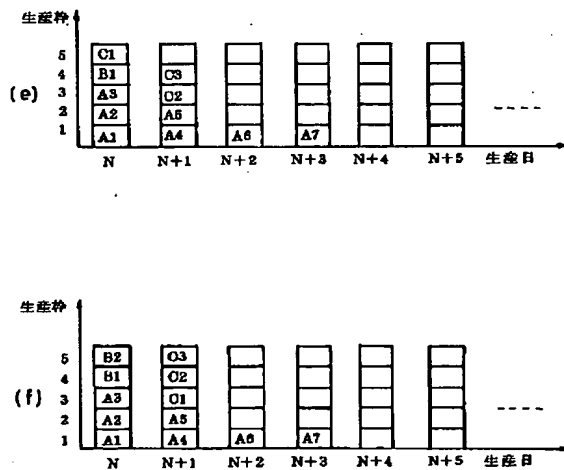 生産枠
(e)
5 C1
4 B1 C3
3 A3 C2
2 A2 A5
1 A1 A4 A6 A7
N N+1 N+2 N+3 N+4 N+5 生産日
生産枠
(f)
5 B2 C3
4 B1 C2
3 A3 C1
2 A2 A5
1 A1 A4 A6 A7
N N+1 N+2 N+3 N+4 N+5 生産日